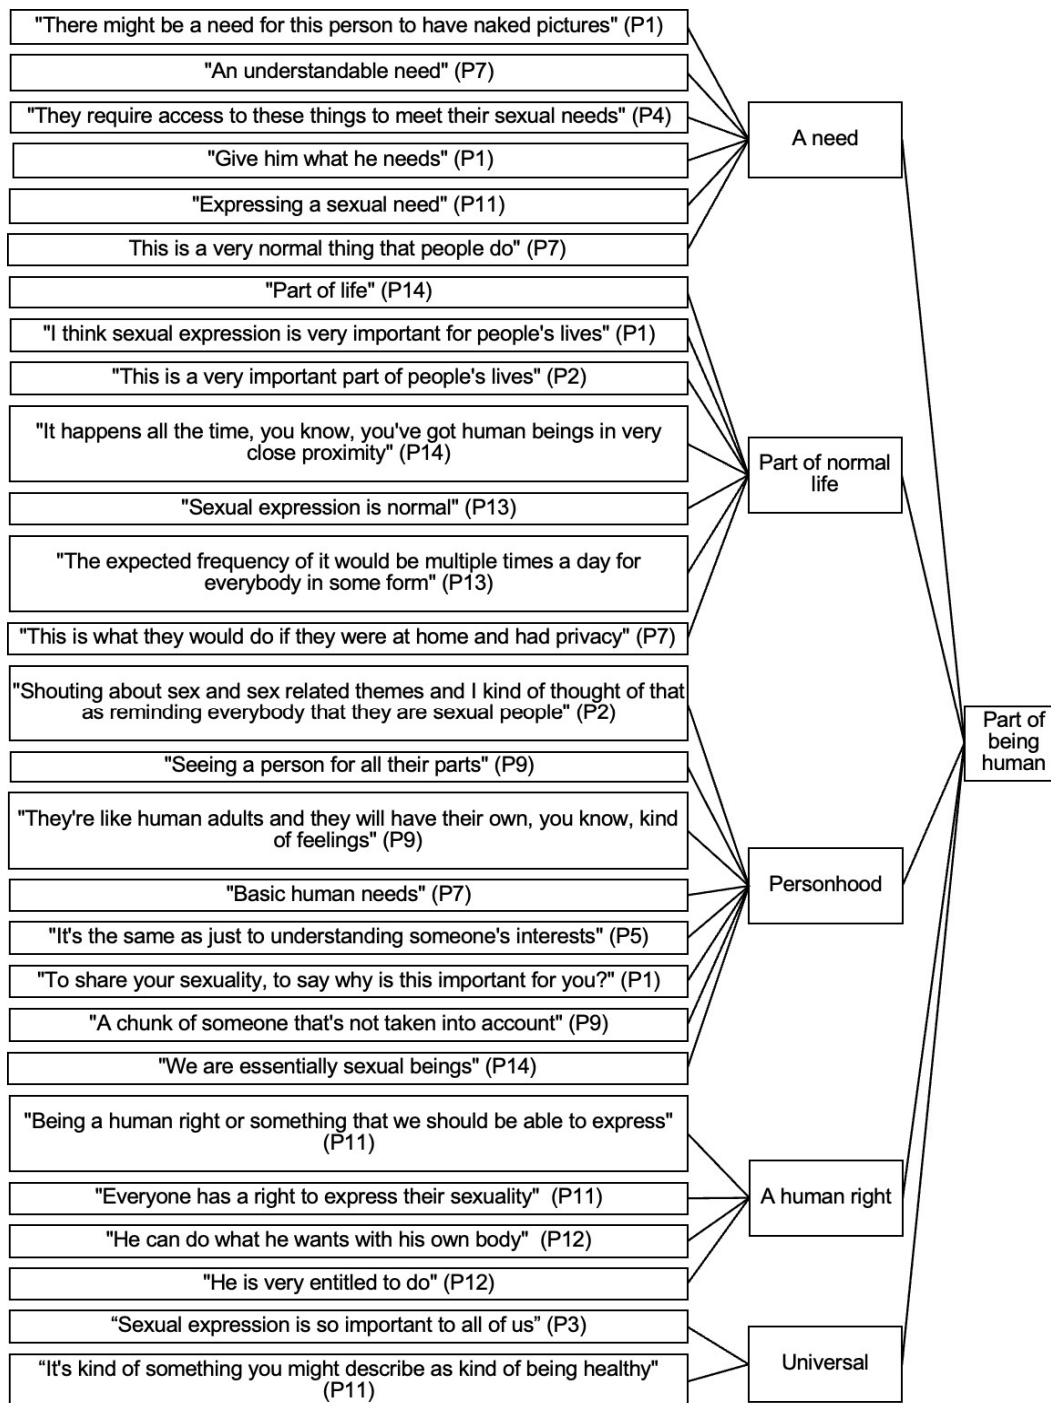 "There might be a need for this person to have naked pictures" (P1)
"An understandable need" (P7)
"They require access to these things to meet their sexual needs" (P4)
"Give him what he needs" (P1)
"Expressing a sexual need" (P11)
This is a very normal thing that people do" (P7)
A need
"Part of life" (P14)
"I think sexual expression is very important for people's lives" (P1)
"This is a very important part of people's lives" (P2)
"It happens all the time, you know, you've got human beings in very
close proximity" (P14)
"Sexual expression is normal" (P13)
"The expected frequency of it would be multiple times a day for
everybody in some form" (P13)
"This is what they would do if they were at home and had privacy" (P7)
Part of normal
life
"Shouting about sex and sex related themes and I kind of thought of that
as reminding everybody that they are sexual people" (P2)
"Seeing a person for all their parts" (P9)
"They're like human adults and they will have their own, you know, kind
of feelings" (P9)
"Basic human needs" (P7)
"It's the same as just to understanding someone's interests" (P5)
"To share your sexuality, to say why is this important for you?" (P1)
"A chunk of someone that's not taken into account" (P9)
"We are essentially sexual beings" (P14)
Personhood
"Being a human right or something that we should be able to express"
(P11)
"Everyone has a right to express their sexuality"  (P11)
"He can do what he wants with his own body"  (P12)
"He is very entitled to do" (P12)
A human right
“Sexual expression is so important to all of us” (P3)
“It's kind of something you might describe as kind of being healthy"
(P11)
Universal
Part of
being
human